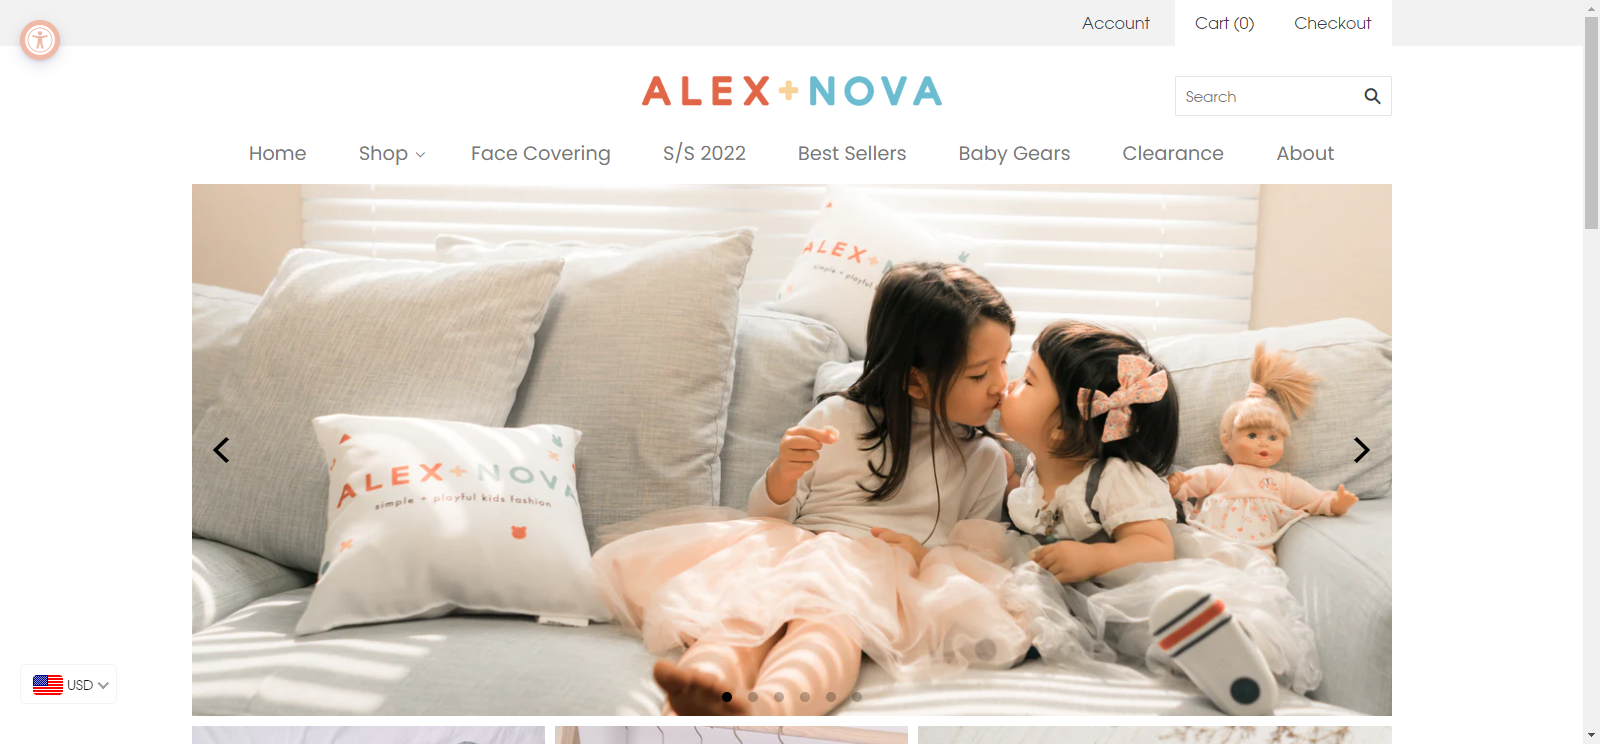 Account
Cart (0)
Checkout
ALEX+NOVA
Search
Home
Shop
Face Covering
S/S 2022
Best Sellers
Baby Gears
Clearance
About
ALEX+
simple + playful
ALEX+NOVA
simple + playful kids fashion
USD